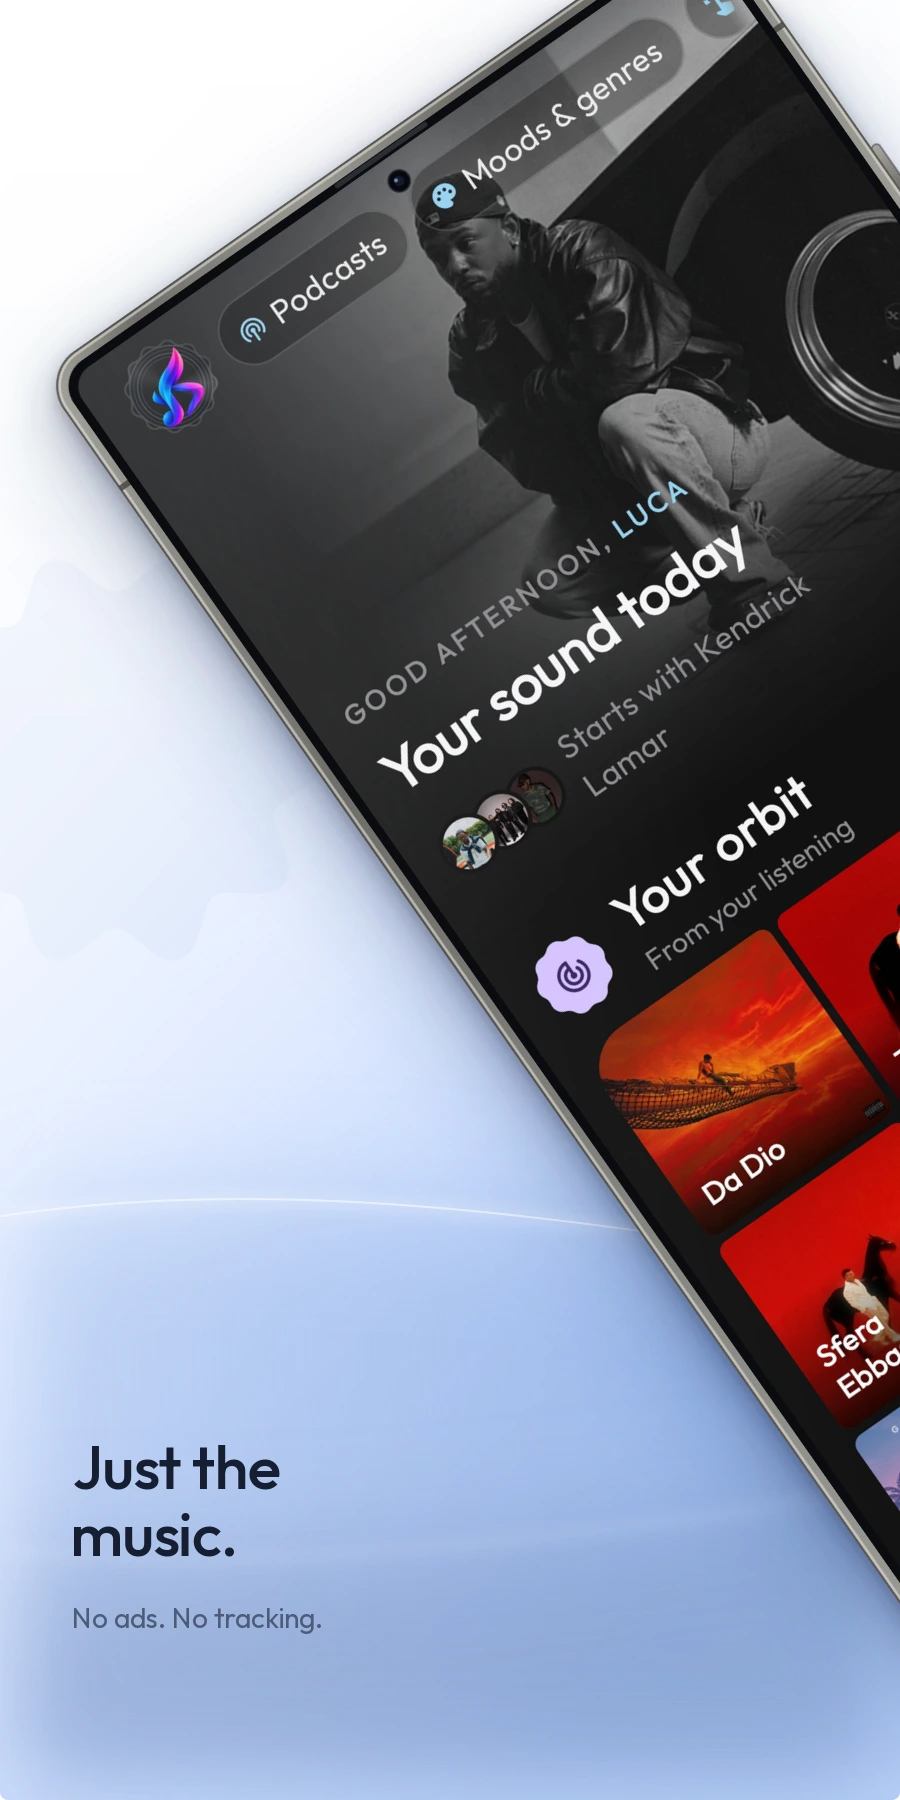 Moods & genres
Podcasts
GOOD AFTERNOON, LUCA
Your sound today
Starts with Kendrick
Lamar
Your orbit
From your listening
Da Dio
Sfera
Just the
music.
No ads. No tracking.